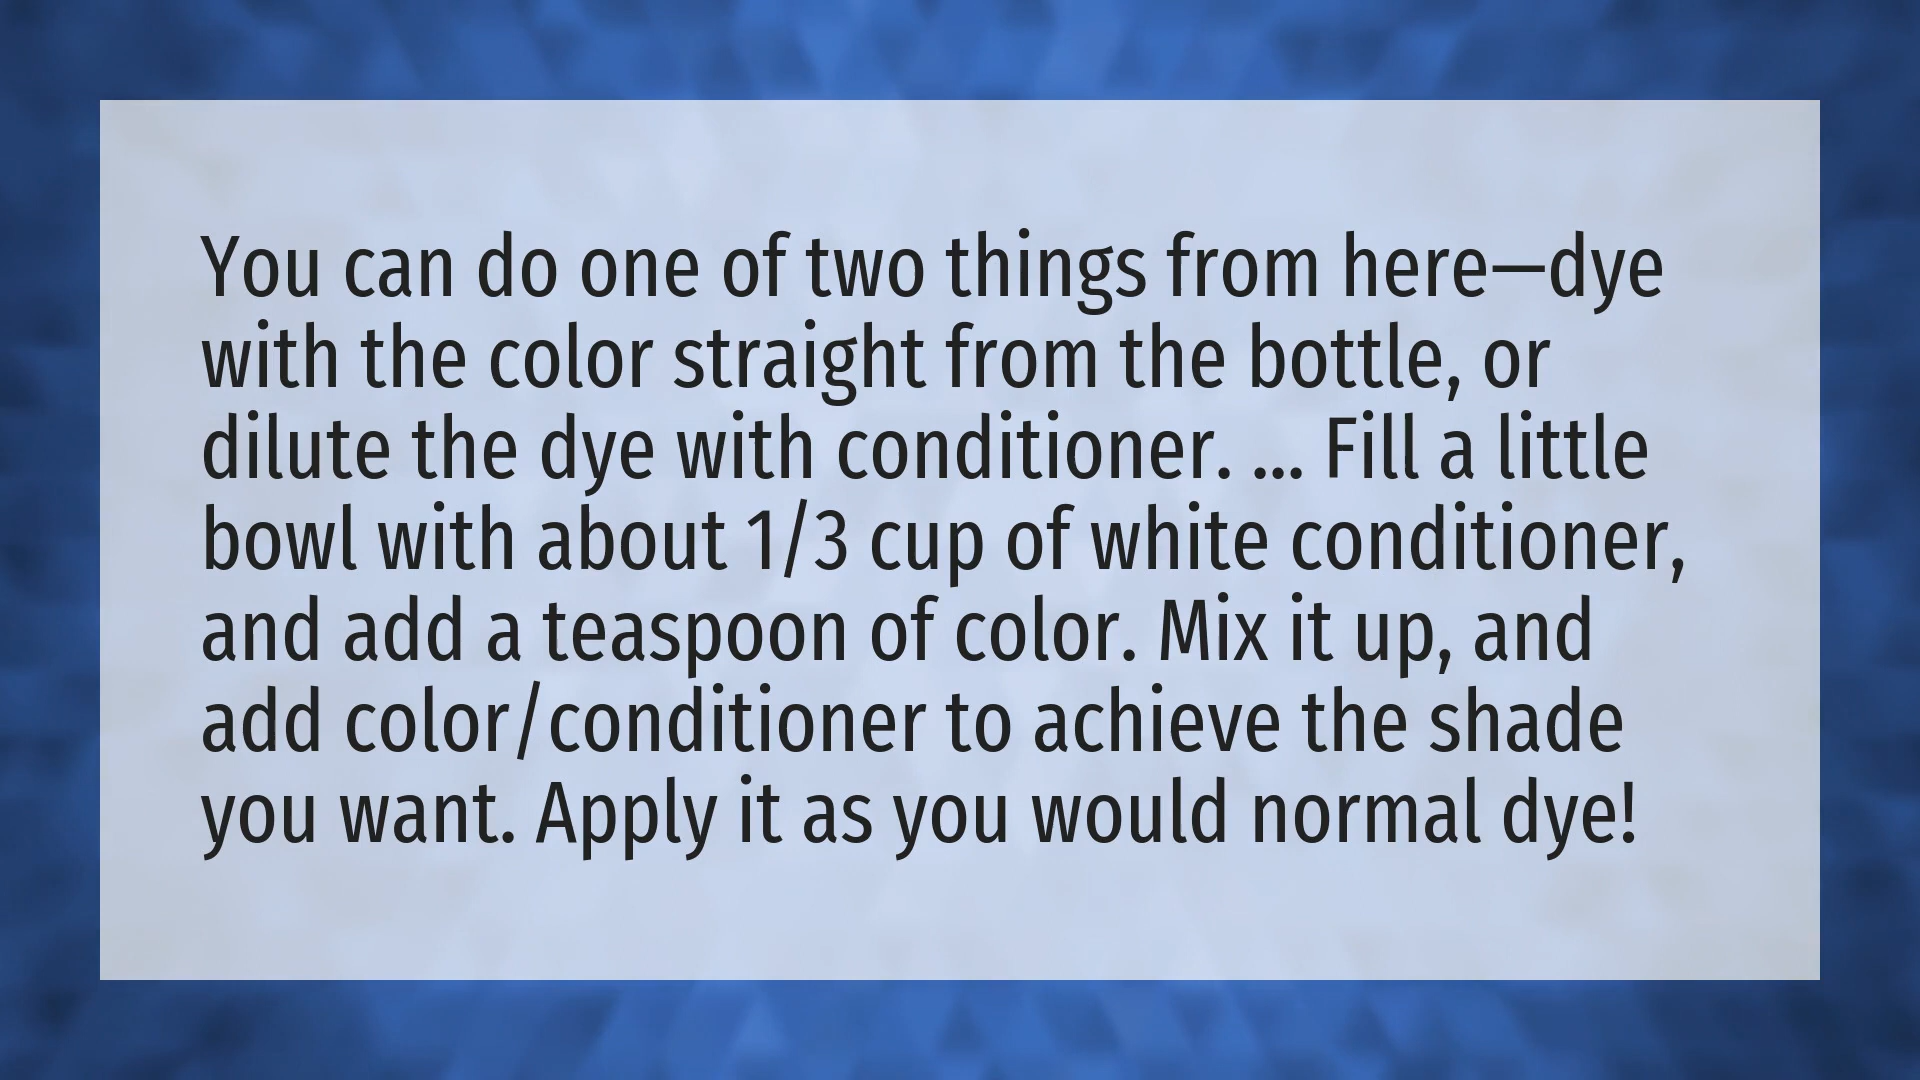 You can do one of two things from here—dye
with the color straight from the bottle, or
dilute the dye with conditioner. ... Fill a little
bowl with about 1/3 cup of white conditioner,
and add a teaspoon of color. Mix it up, and
add color/conditioner to achieve the shade
you want. Apply it as you would normal dye!